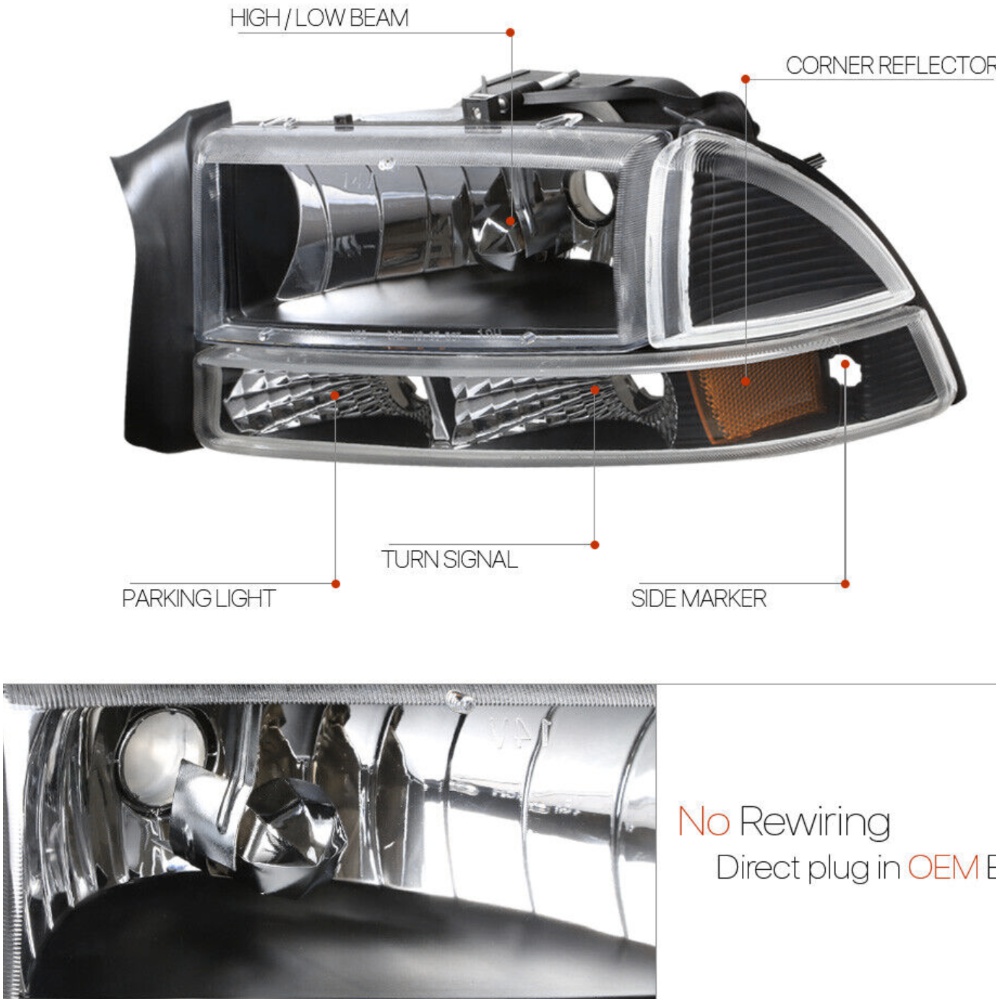 HIGH / LOW BEAM
CORNER REFLECTOR
TURN SIGNAL
PARKING LIGHT
SIDE MARKER
No Rewiring
Direct plug in OEM